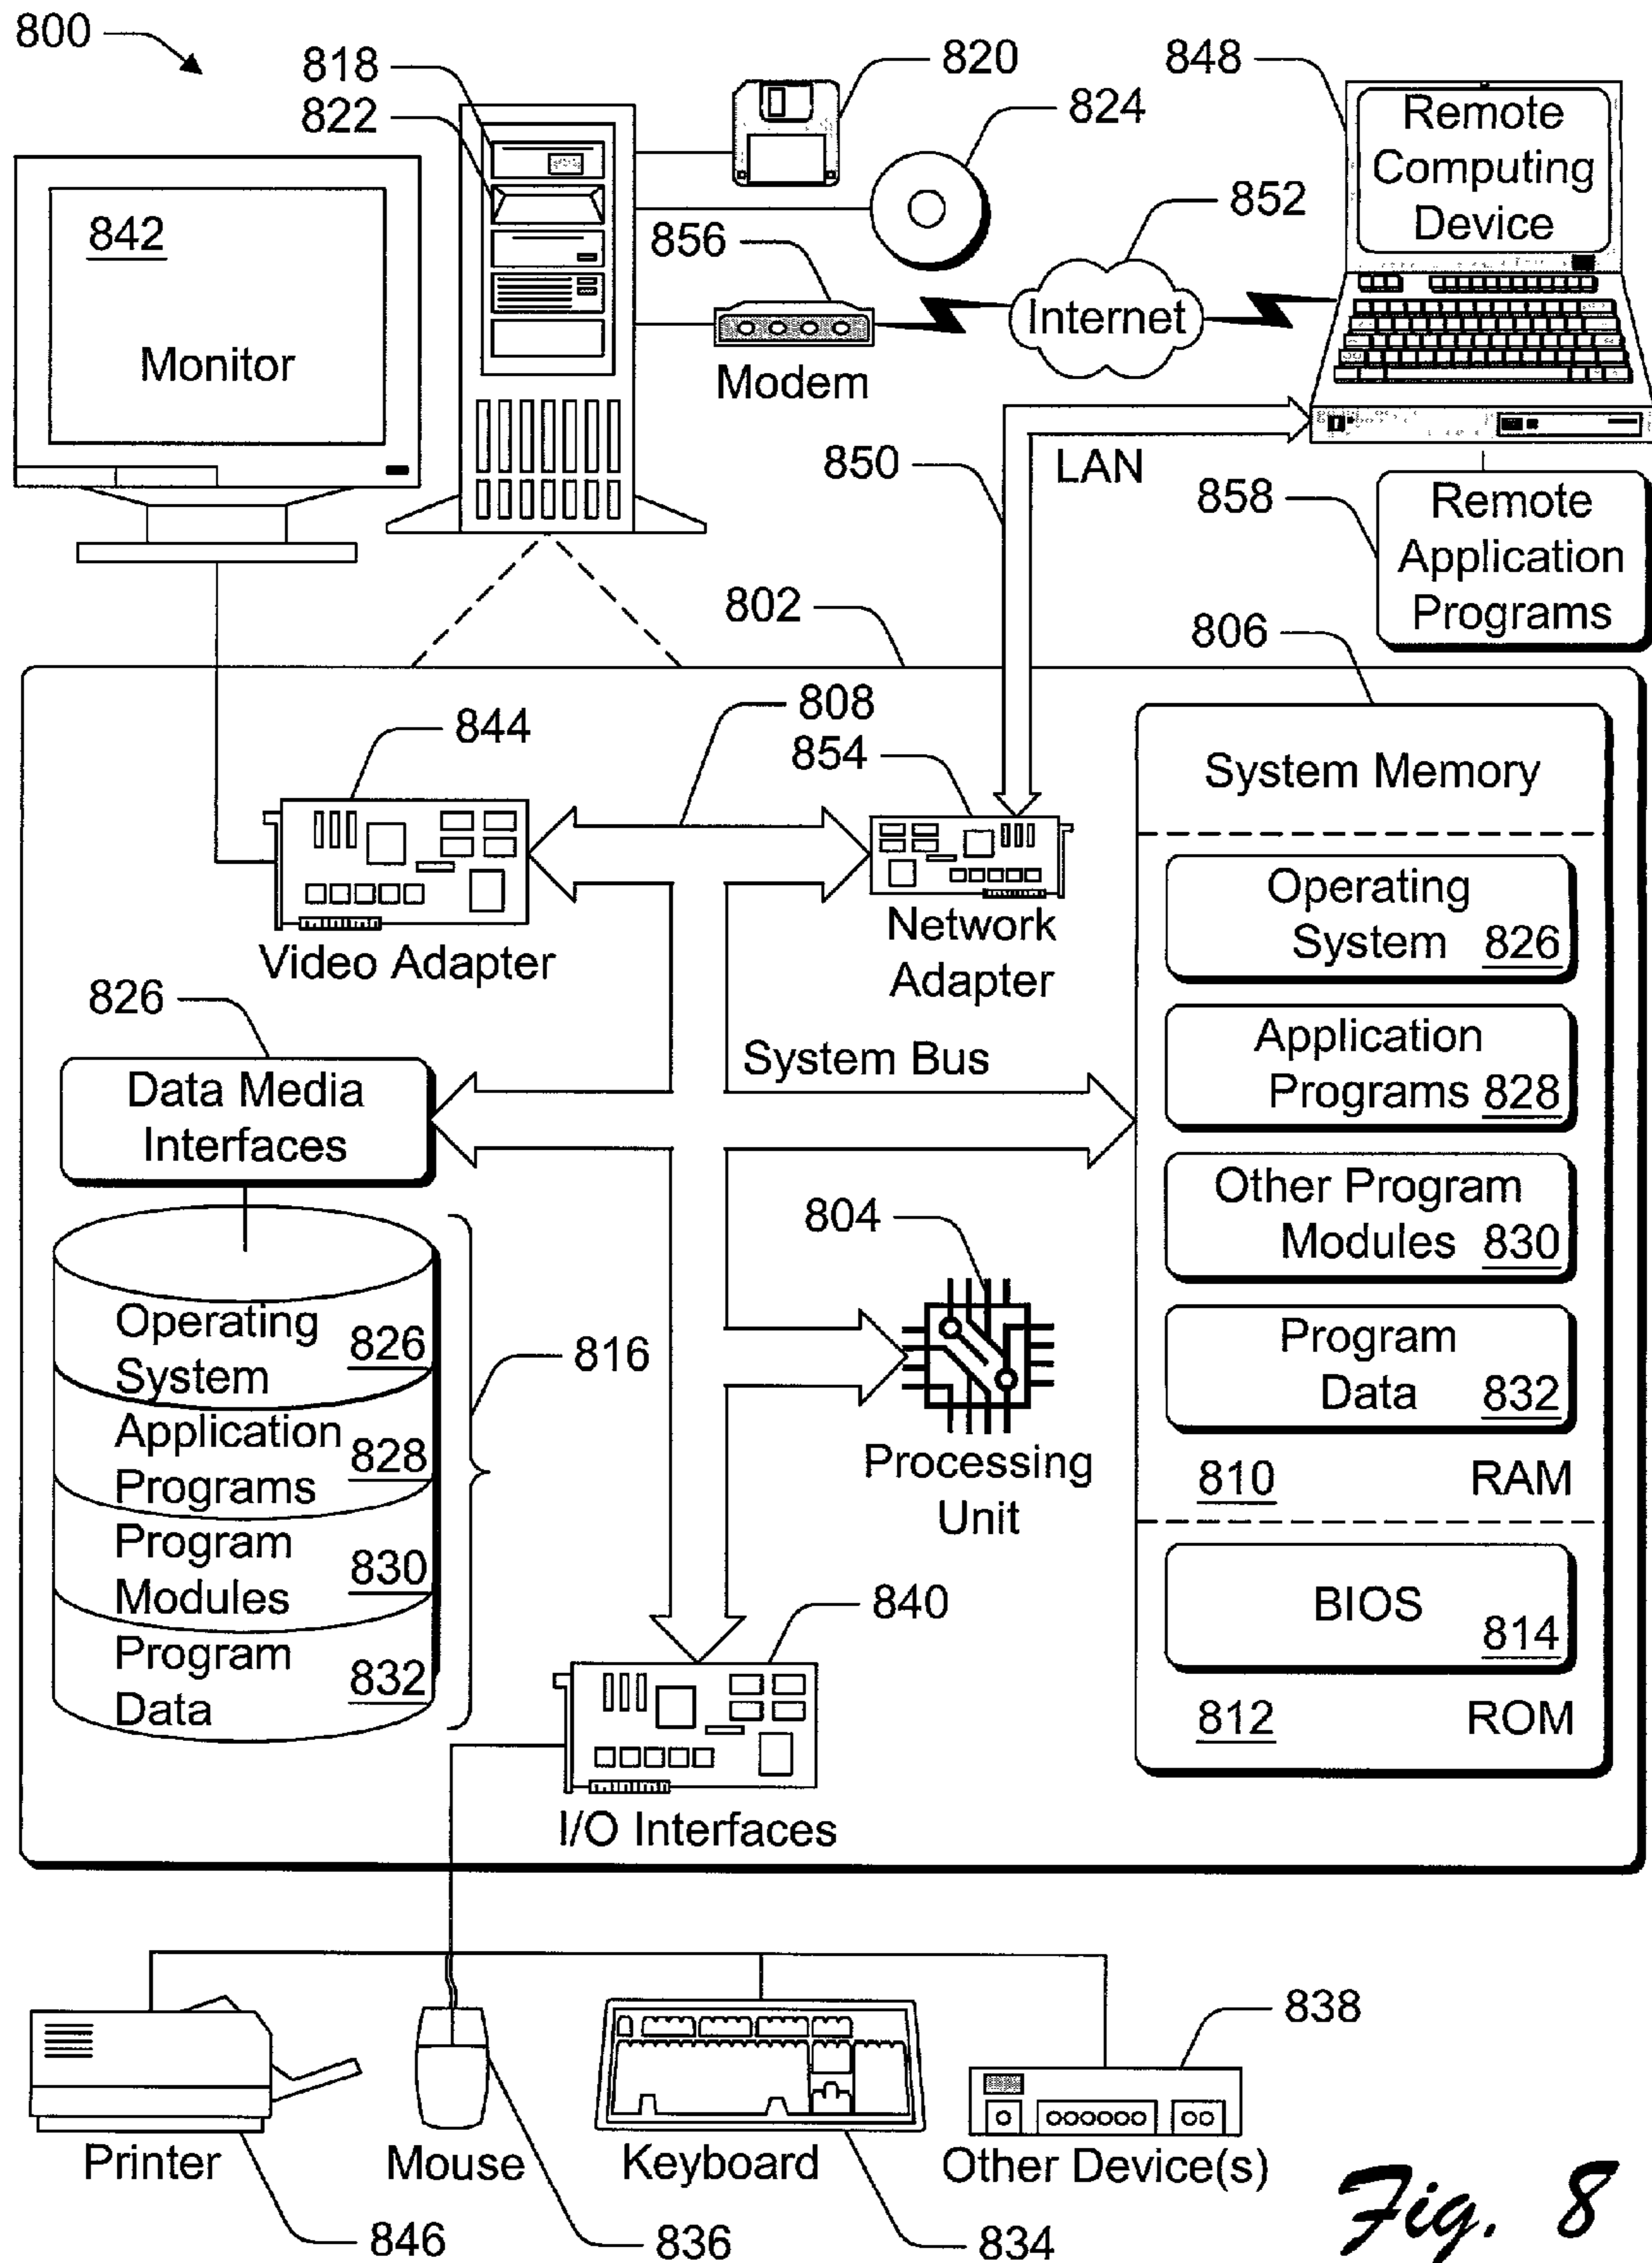 800
818
822
820
824
848
Remote
Computing
Device
842
Monitor
856
Modem
852
Internet
850
LAN
858
Remote
Application
Programs
802
806
844
808
854
Video Adapter
Network
Adapter
System Memory
Operating
System 826
Application
Programs 828
Other Program
Modules 830
Program
Data 832
810 RAM
BIOS
814
812 ROM
826
Data Media
Interfaces
System Bus
804
Processing
Unit
Operating
System 826
Application
Programs 828
Program
Modules 830
Program
Data 832
816
840
I/O Interfaces
838
Printer
Mouse
Keyboard
Other Device(s)
846
836
834
Fig. 8